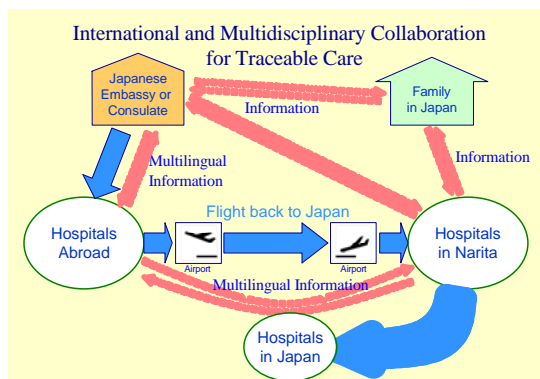 International and Multidisciplinary Collaboration
for Traceable Care
Japanese
Embassy or
Consulate
Information
Family
in Japan
Multilingual
Information
Information
Hospitals
Abroad
Flight back to Japan
Airport
Airport
Hospitals
in Narita
Multilingual Information
Hospitals
in Japan